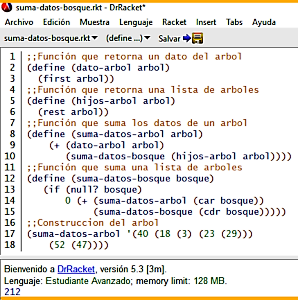 suma-datos-bosque.rkt - DrRacket*
Archivo Edición Muestra Lenguaje Racket Insert Tabs Ayuda
suma-datos-bosque.rkt (define ...) Salvar
1 ;;Función que retorna un dato del arbol
2 (define (dato-arbol arbol)
3 (first arbol))
4 ;;Función que retorna una lista de arboles
5 (define (hijos-arbol arbol)
6 (rest arbol))
7 ;;Función que suma los datos de un arbol
8 (define (suma-datos-arbol arbol)
9 (+ (dato-arbol arbol)
10 (suma-datos-bosque (hijos-arbol arbol))))
11 ;;Función que suma una lista de arboles
12 (define (suma-datos-bosque bosque)
13 (if (null? bosque)
14 0 (+ (suma-datos-arbol (car bosque))
15 (suma-datos-bosque (cdr bosque)))))
16 ;;Construccion del arbol
17 (suma-datos-arbol '(40 (18 (3) (23 (29)))
18 (52 (47))))
Bienvenido a DrRacket, versión 5.3 [3m].
Lenguaje: Estudiante Avanzado; memory limit: 128 MB.
212